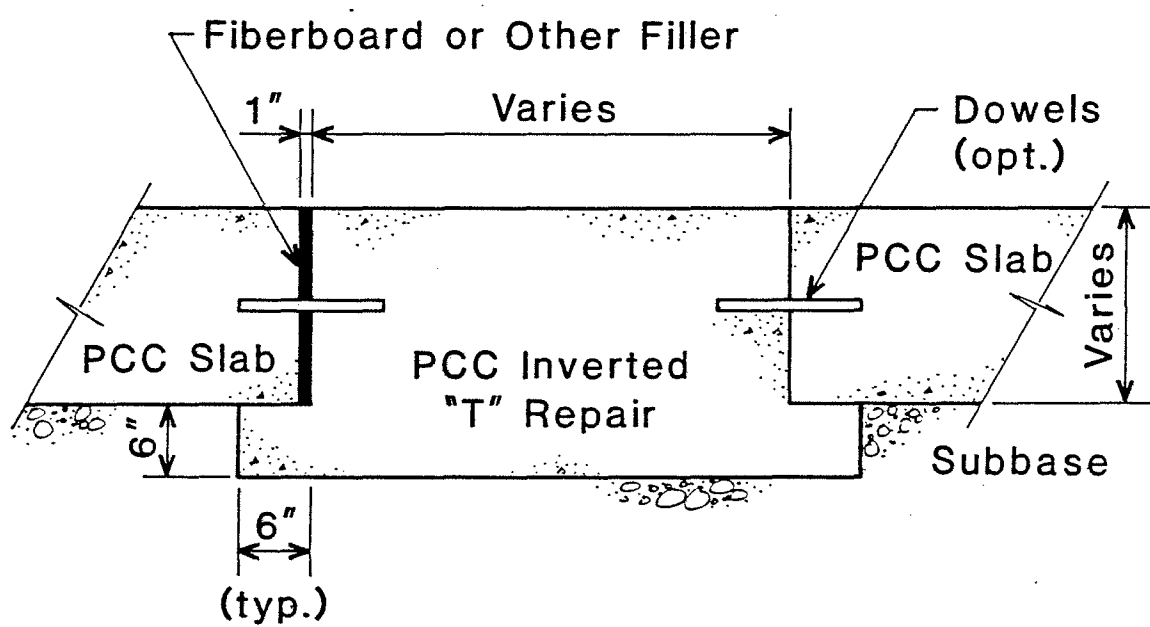 Fiberboard or Other Filler
1"
Varies
Dowels
(opt.)
PCC Slab
Varies
PCC Slab
PCC Inverted
"T" Repair
6"
Subbase
6"
(typ.)